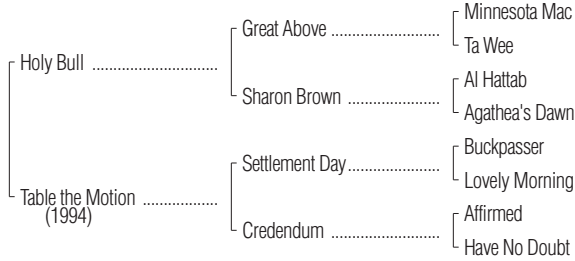 Minnesota Mac
Great Above ........................
Ta Wee
Holy Bull ............................
Al Hattab
Sharon Brown ....................
Agathea's Dawn
Buckpasser
Settlement Day....................
Lovely Morning
Table the Motion .................
(1994)
Affirmed
Credendum ........................
Have No Doubt